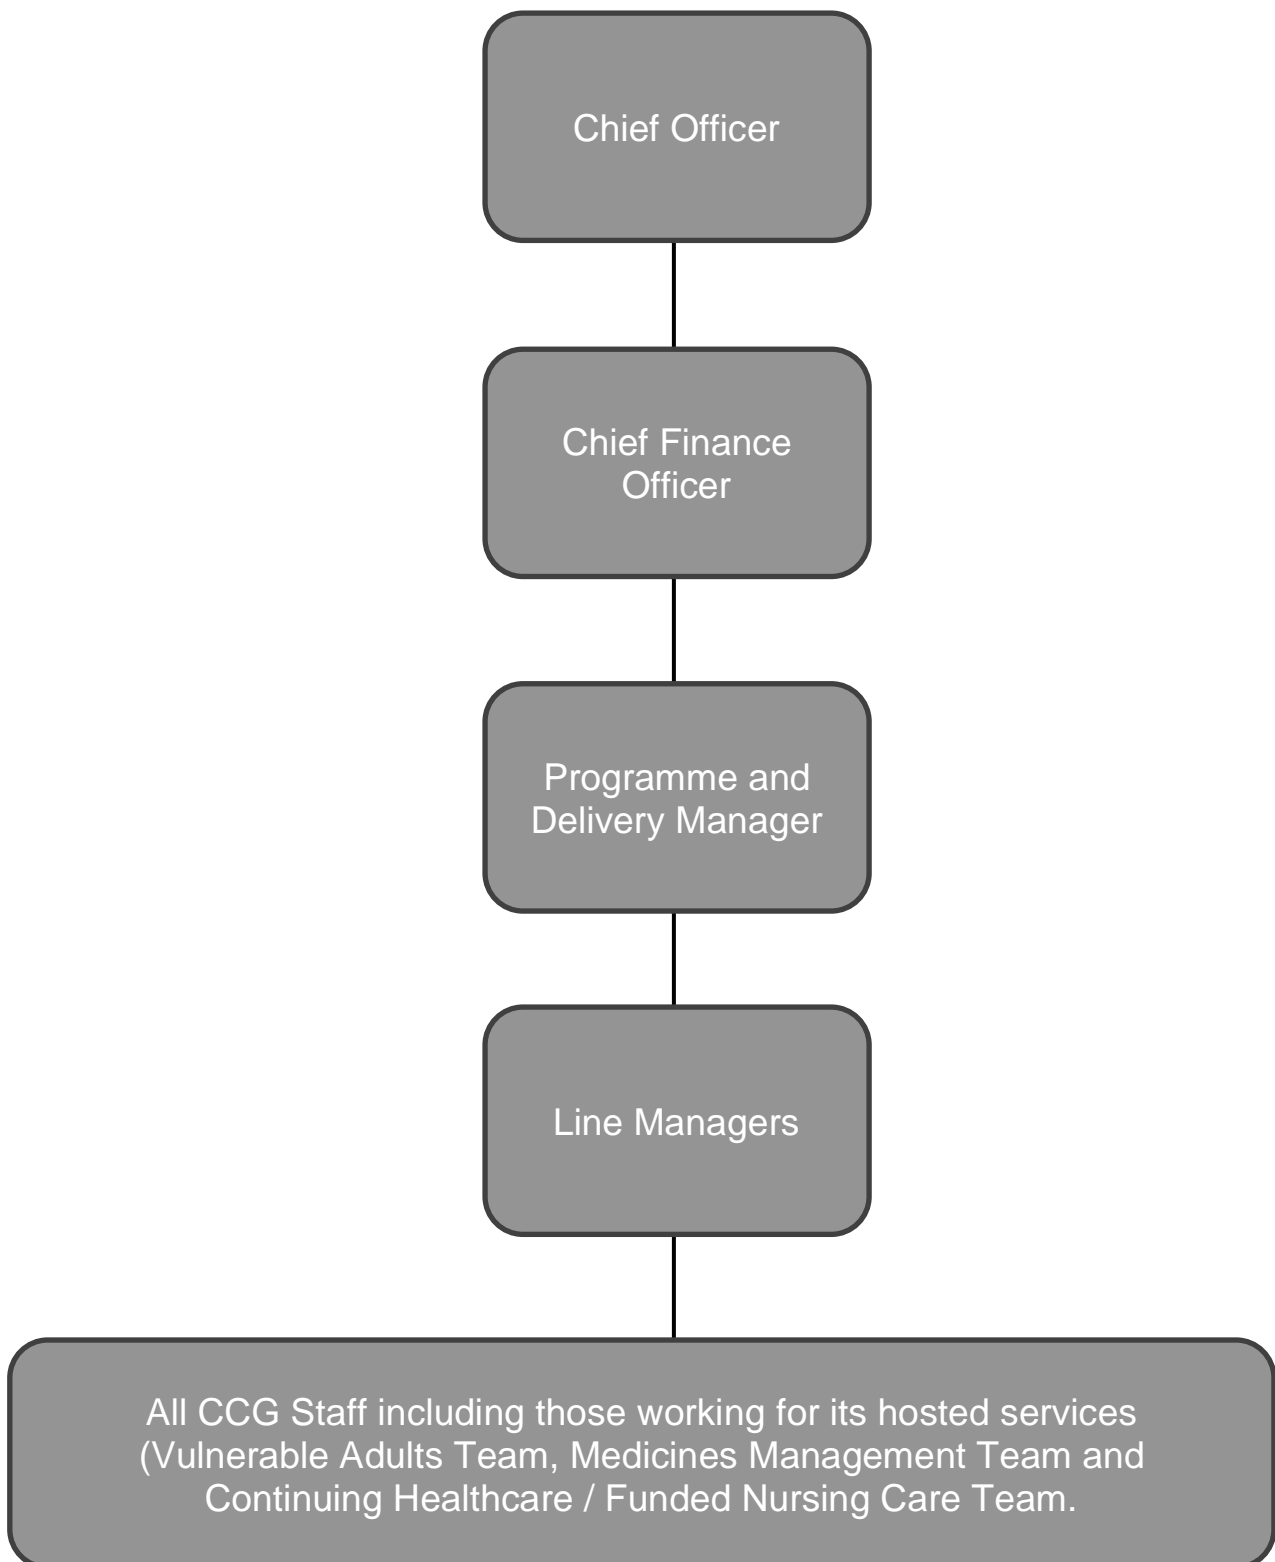 Chief Officer
Chief Finance
Officer
Programme and
Delivery Manager
Line Managers
All CCG Staff including those working for its hosted services
(Vulnerable Adults Team, Medicines Management Team and
Continuing Healthcare / Funded Nursing Care Team.